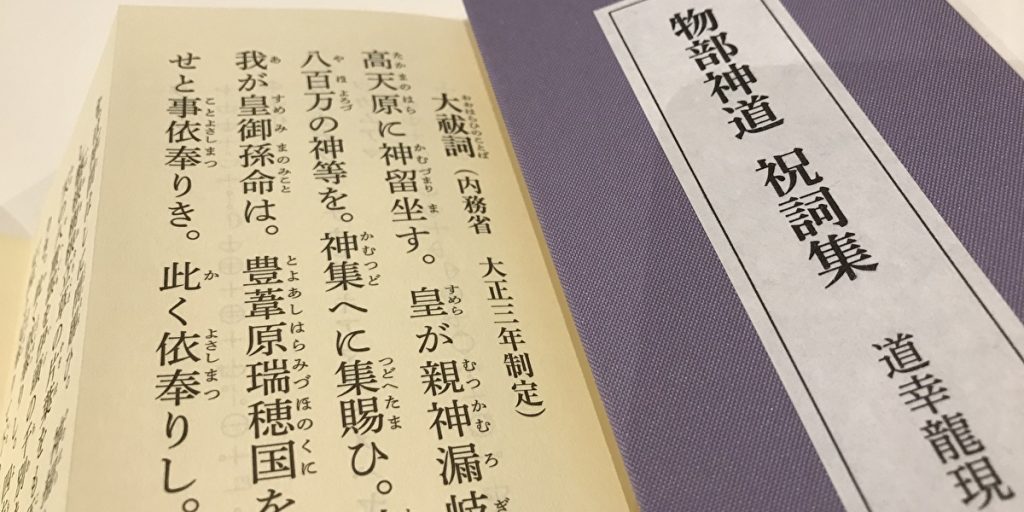 大祓詞（内務省　大正三年制定）
高天原に神留坐す。皇が親神漏岐
八百万の神等を。神集へに集賜ひ。
我が皇御孫命は。豊葦原瑞穂国を
せと事依奉りき。此く依奉りし。
物部神道　祝詞集
道幸龍現